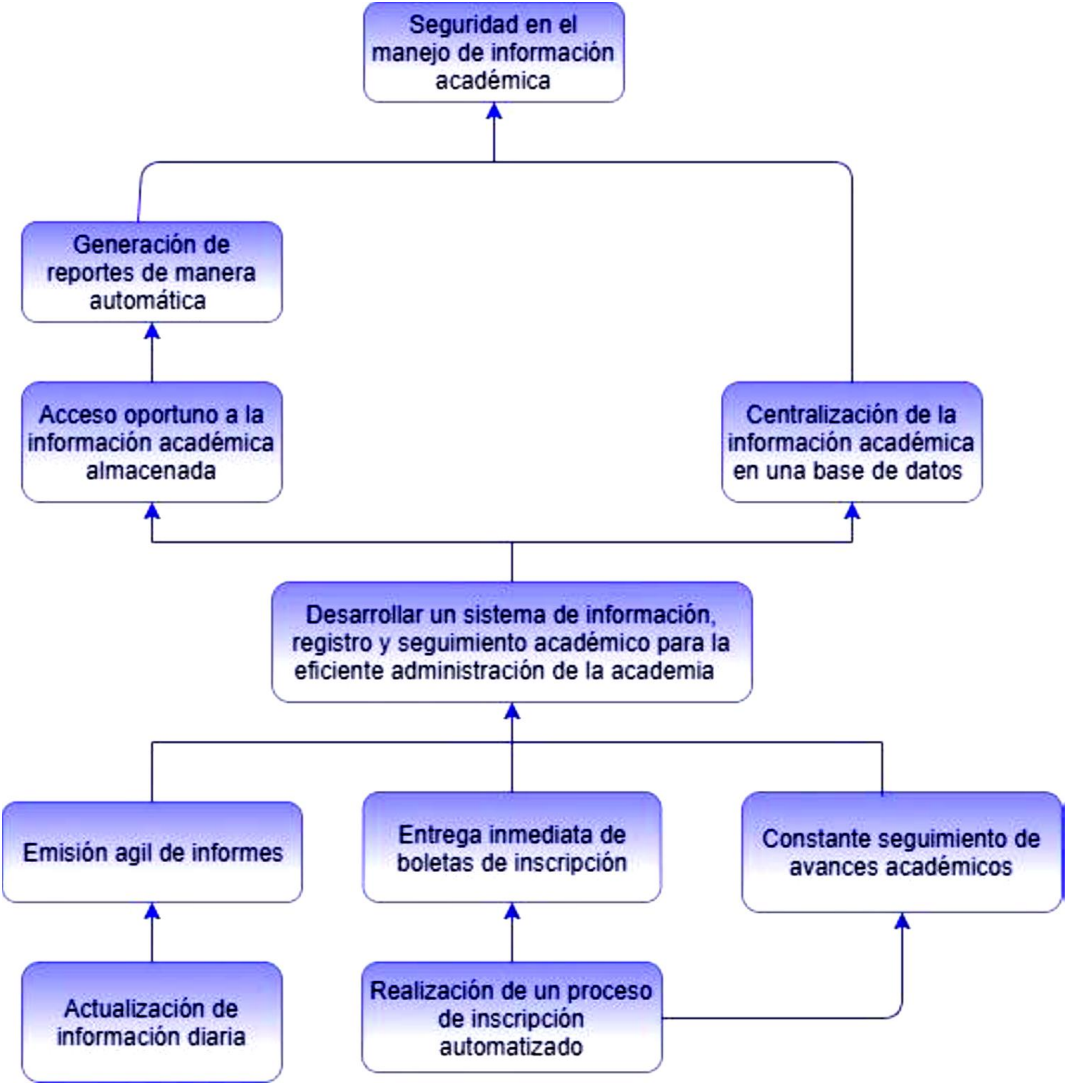 Seguridad en el
manejo de información
académica
Generación de
reportes de manera
automática
Acceso oportuno a la
información académica
almacenada
Centralización de la
información académica
en una base de datos
Desarrollar un sistema de información,
registro y seguimiento académico para la
eficiente administración de la academia
Emisión agil de informes
Entrega inmediata de
boletas de inscripción
Constante seguimiento de
avances académicos
Actualización de
información diaria
Realización de un proceso
de inscripción
automatizado